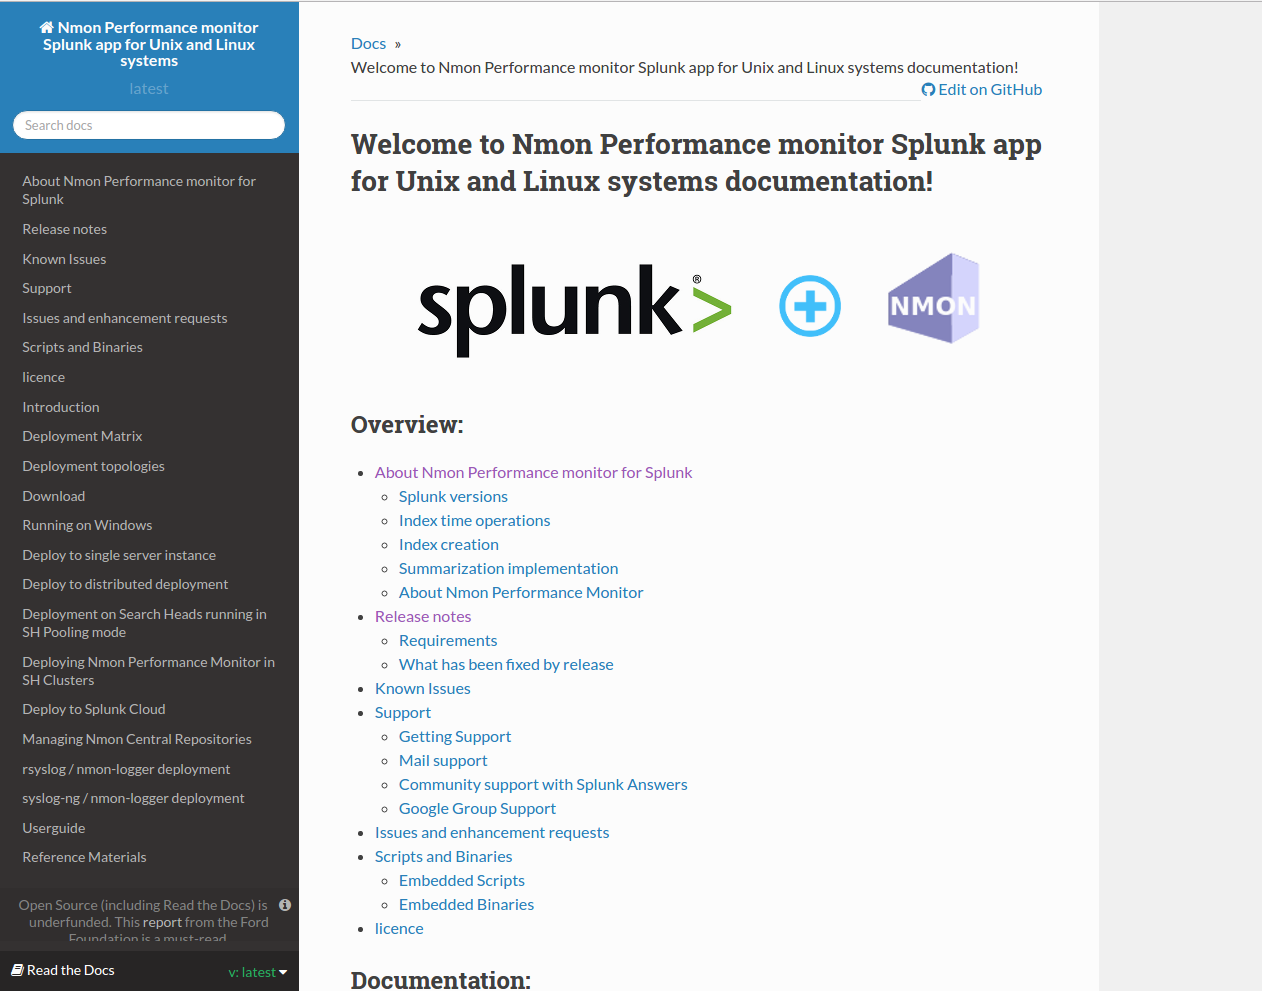 Nmon Performance monitor
Splunk app for Unix and Linux
systems
latest
Search docs
About Nmon Performance monitor for
Splunk
Release notes
Known Issues
Support
Issues and enhancement requests
Scripts and Binaries
licence
Introduction
Deployment Matrix
Deployment topologies
Download
Running on Windows
Deploy to single server instance
Deploy to distributed deployment
Deployment on Search Heads running in
SH Pooling mode
Deploying Nmon Performance Monitor in
SH Clusters
Deploy to Splunk Cloud
Managing Nmon Central Repositories
rsyslog / nmon-logger deployment
syslog-ng / nmon-logger deployment
Userguide
Reference Materials
Open Source (including Read the Docs) is
underfunded. This report from the Ford
Foundation is a must-read
Read the Docs
v: latest
Docs »
Welcome to Nmon Performance monitor Splunk app for Unix and Linux systems documentation!
Edit on GitHub
Welcome to Nmon Performance monitor Splunk app
for Unix and Linux systems documentation!
splunk>®
NMON
Overview:
• About Nmon Performance monitor for Splunk
◦ Splunk versions
◦ Index time operations
◦ Index creation
◦ Summarization implementation
◦ About Nmon Performance Monitor
• Release notes
◦ Requirements
◦ What has been fixed by release
• Known Issues
• Support
◦ Getting Support
◦ Mail support
◦ Community support with Splunk Answers
◦ Google Group Support
• Issues and enhancement requests
• Scripts and Binaries
◦ Embedded Scripts
◦ Embedded Binaries
• licence
Documentation: